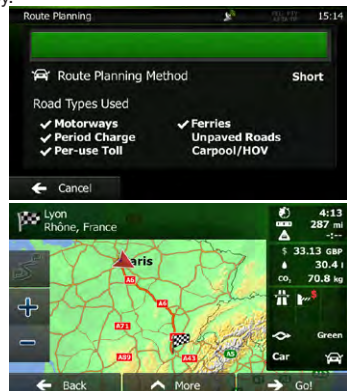 y.
Route Planning 15:14
Route Planning Method Short
Road Types Used
Motorways Ferries
Period Charge Unpaved Roads
Per-use Toll Carpool/HOV
Cancel
Lyon
Rhône, France
4:13
287 mi
-:--
$ 33.13 GBP
30.4 l
CO₂ 70.8 kg
aris
A6
A6
A6
A71
A89
A43
A5
$
Green
Car
Back More Go!